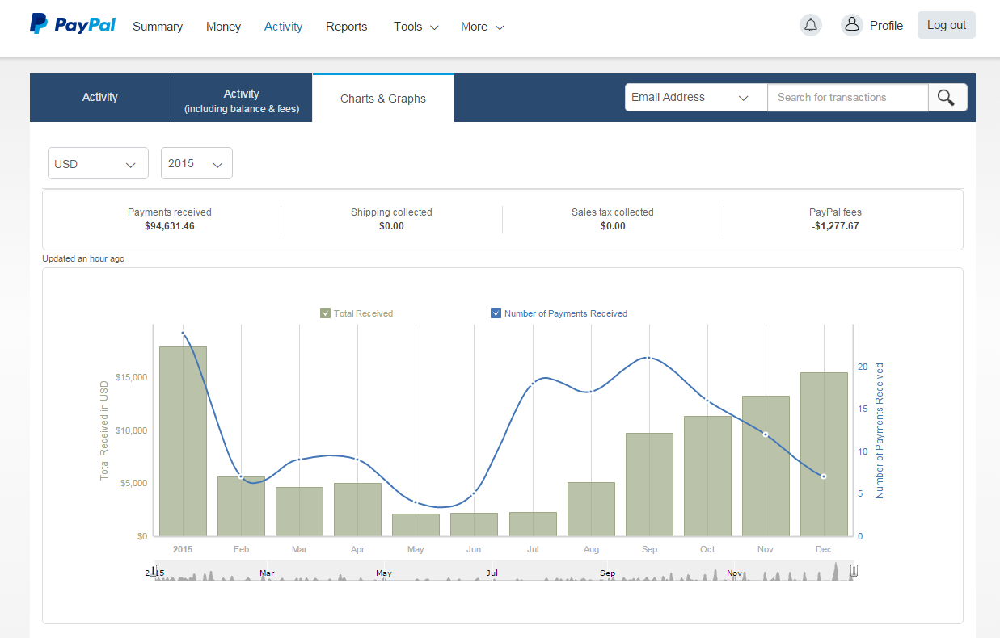 PayPal Summary Money Activity Reports Tools More Profile Log out
Activity
Activity
(including balance & fees)
Charts & Graphs
Email Address
Search for transactions
USD
2015
Payments received
$94,631.46
Shipping collected
$0.00
Sales tax collected
$0.00
PayPal fees
-$1,277.67
Updated an hour ago
Total Received
Number of Payments Received
Total Received in USD
$15,000
$10,000
$5,000
$0
20
15
10
5
0
Number of Payments Received
2015 Feb Mar Apr May Jun Jul Aug Sep Oct Nov Dec
2015 Mar May Jul Sep Nov